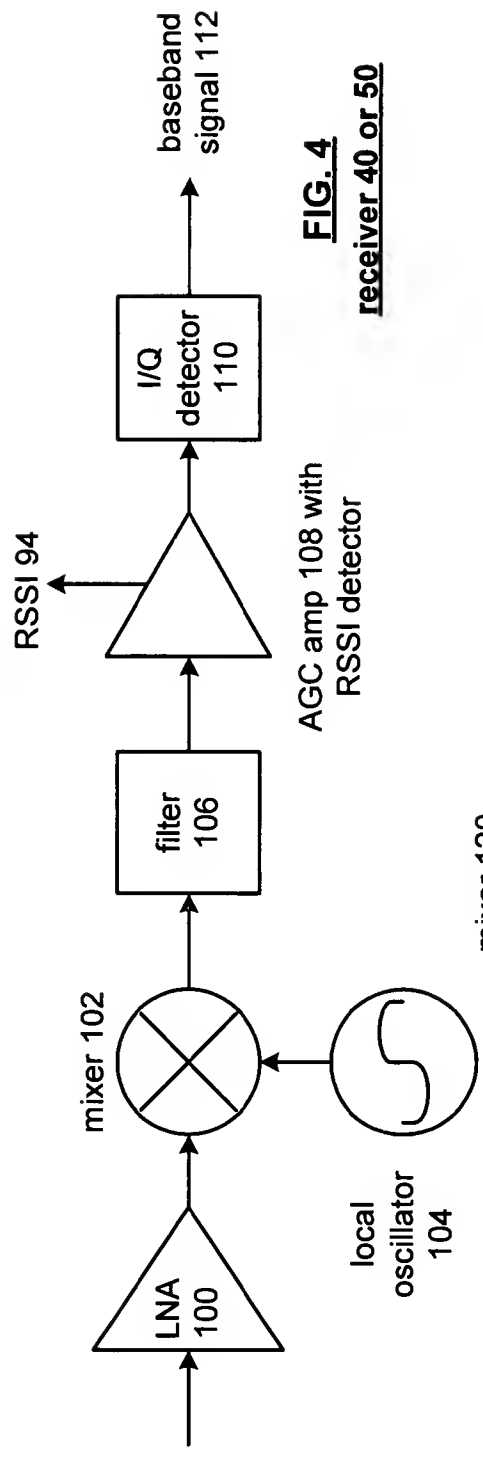 LNA
100
mixer 102
local
oscillator
104
filter
106
RSSI 94
AGC amp 108 with
RSSI detector
I/Q
detector
110
baseband
signal 112
FIG. 4
receiver 40 or 50
mixer